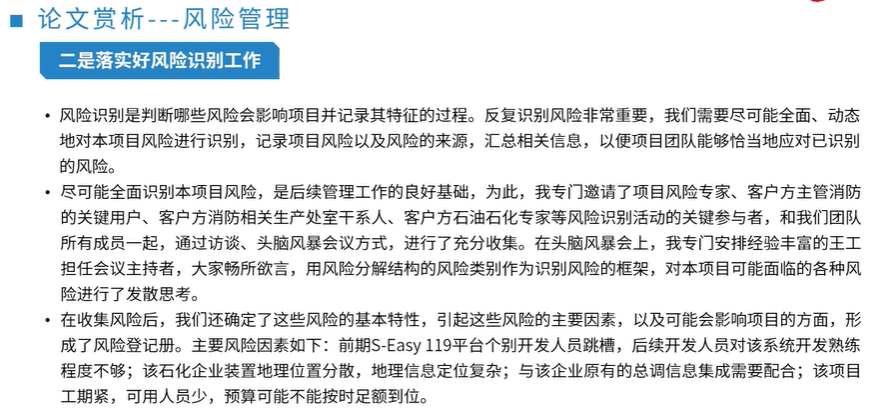 ■ 论文赏析---风险管理
二是落实好风险识别工作
• 风险识别是判断哪些风险会影响项目并记录其特征的过程。反复识别风险非常重要，我们需要尽可能全面、动态
地对本项目风险进行识别，记录项目风险以及风险的来源，汇总相关信息，以便项目团队能够恰当地应对已识别
的风险。
• 尽可能全面识别本项目风险，是后续管理工作的良好基础，为此，我专门邀请了项目风险专家、客户方主管消防
的关键用户、客户方消防相关生产处室干系人、客户方石油石化专家等风险识别活动的关键参与者，和我们团队
所有成员一起，通过访谈、头脑风暴会议方式，进行了充分收集。在头脑风暴会上，我专门安排经验丰富的王工
担任会议主持者，大家畅所欲言，用风险分解结构的风险类别作为识别风险的框架，对本项目可能面临的各种风
险进行了发散思考。
• 在收集风险后，我们还确定了这些风险的基本特性，引起这些风险的主要因素，以及可能会影响项目的方面，形
成了风险登记册。主要风险因素如下：前期S-Easy 119平台个别开发人员跳槽，后续开发人员对该系统开发熟练
程度不够；该石化企业装置地理位置分散，地理信息定位复杂；与该企业原有的总调信息集成需要配合；该项目
工期紧，可用人员少，预算可能不能按时足额到位。